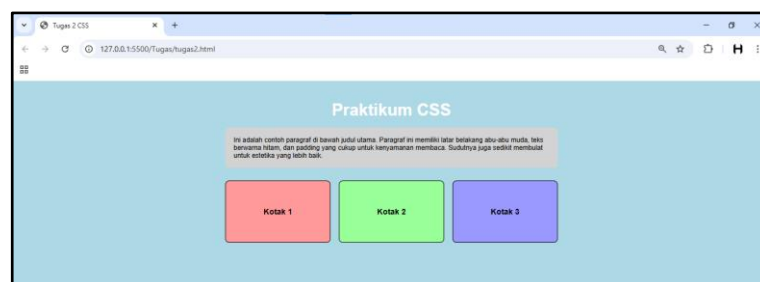 Tugas 2 CSS
127.0.0.1:5500/Tugas/tugas2.html
H
Praktikum CSS
Ini adalah contoh paragraf di bawah judul utama. Paragraf ini memiliki latar belakang abu-abu muda, teks
berwarna hitam, dan padding yang cukup untuk kenyamanan membaca. Sudutnya juga sedikit membulat
untuk estetika yang lebih baik.
Kotak 1
Kotak 2
Kotak 3